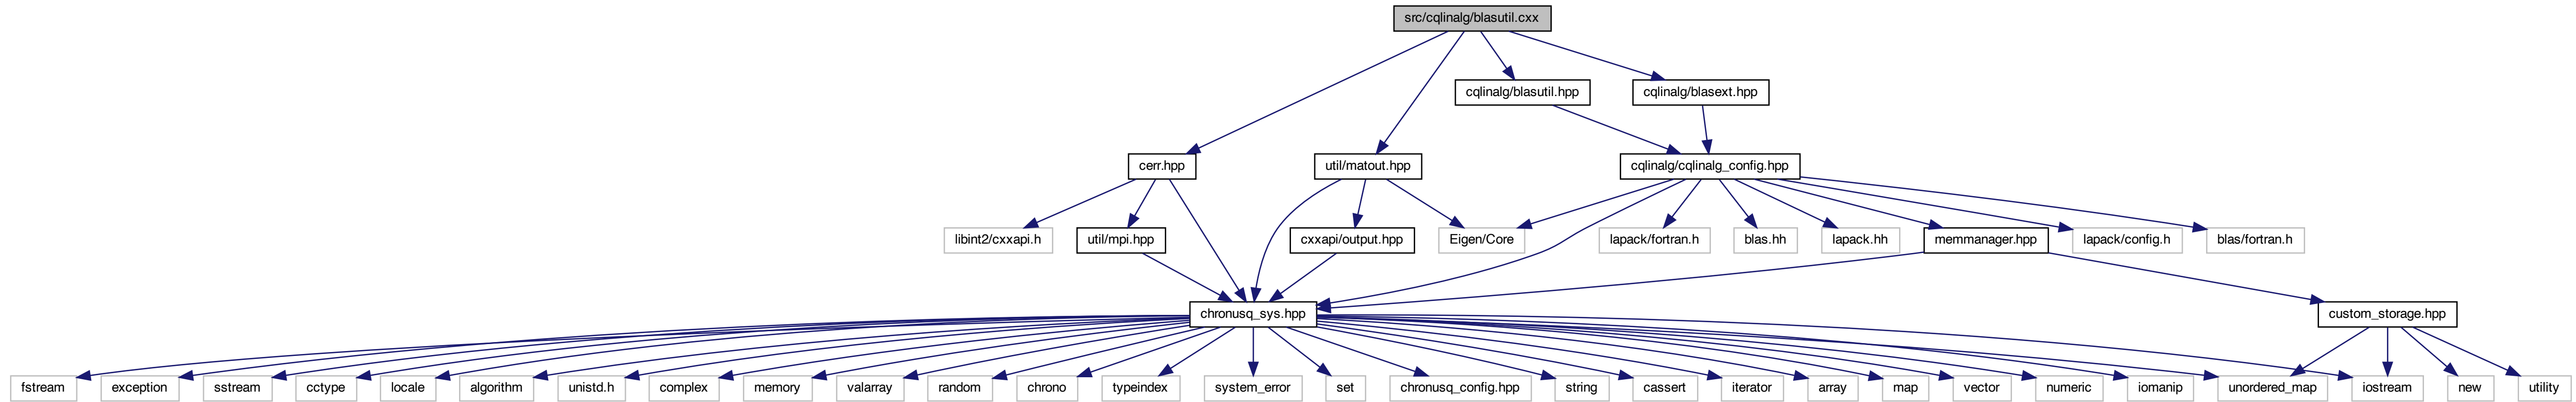 src/cqlinalg/blasutil.cxx
cqlinalg/blasutil.hpp
cqlinalg/blasext.hpp
cerr.hpp
util/matout.hpp
cqlinalg/cqlinalg_config.hpp
libint2/cxxapi.h
util/mpi.hpp
cxxapi/output.hpp
Eigen/Core
lapack/fortran.h
blas.hh
lapack.hh
memmanager.hpp
lapack/config.h
blas/fortran.h
chronusq_sys.hpp
custom_storage.hpp
fstream
exception
sstream
cctype
locale
algorithm
unistd.h
complex
memory
valarray
random
chrono
typeindex
system_error
set
chronusq_config.hpp
string
cassert
iterator
array
map
vector
numeric
iomanip
unordered_map
iostream
new
utility